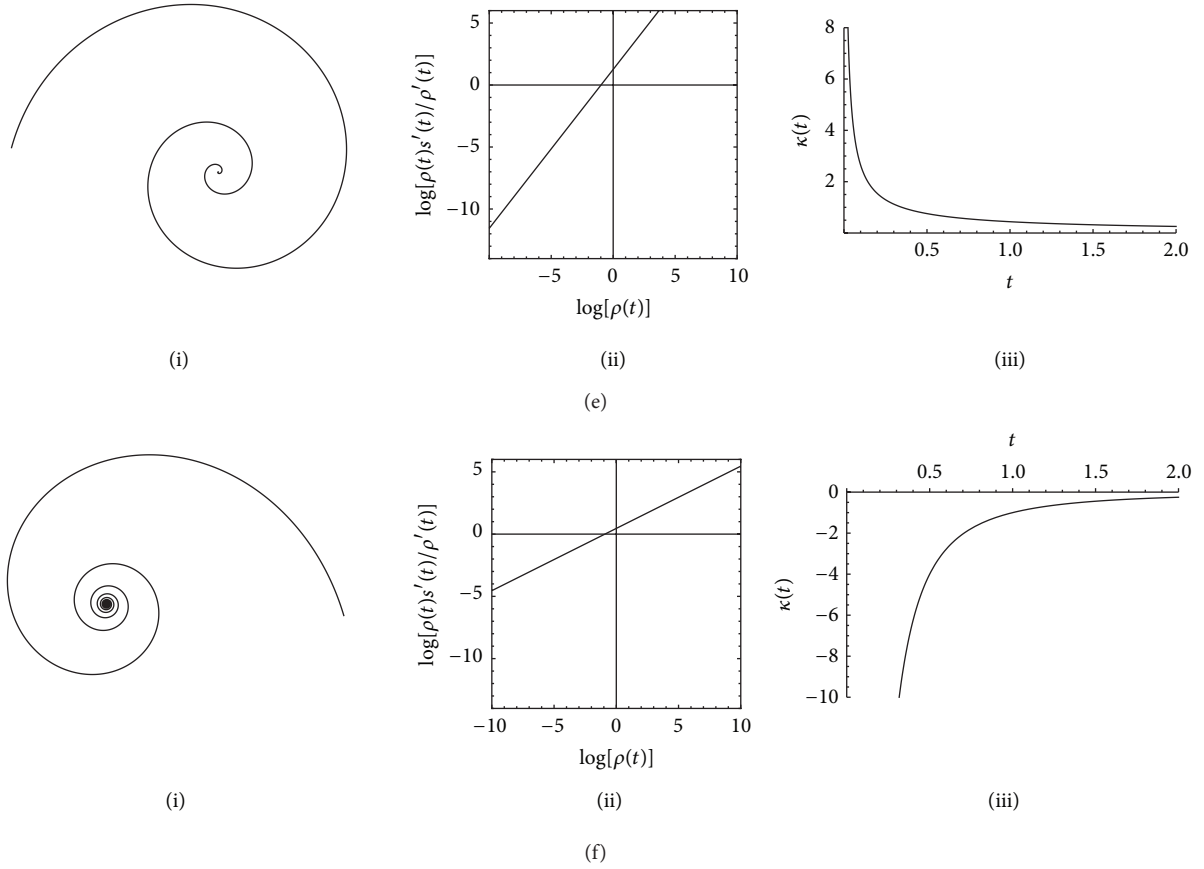 5
0
−5
−10
log[ρ(t)s′(t)/ρ′(t)]
−5 0 5 10
log[ρ(t)]
8
6
4
2
κ(t)
0.5 1.0 1.5 2.0
t
(i) (ii) (iii)
(e)
5
0
−5
−10
log[ρ(t)s′(t)/ρ′(t)]
−10 −5 0 5 10
log[ρ(t)]
t
0.5 1.0 1.5 2.0
0
−2
−4
−6
−8
−10
κ(t)
(i) (ii) (iii)
(f)